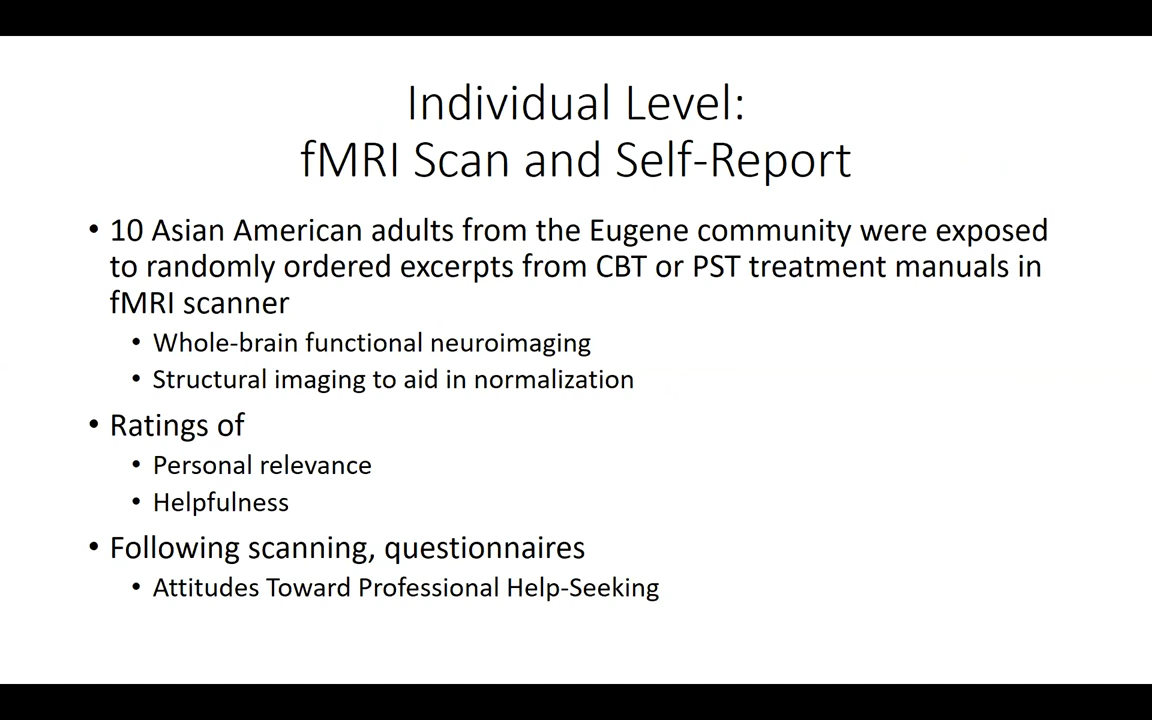 Individual Level:
fMRI Scan and Self-Report
• 10 Asian American adults from the Eugene community were exposed
to randomly ordered excerpts from CBT or PST treatment manuals in
fMRI scanner
• Whole-brain functional neuroimaging
• Structural imaging to aid in normalization
• Ratings of
• Personal relevance
• Helpfulness
• Following scanning, questionnaires
• Attitudes Toward Professional Help-Seeking